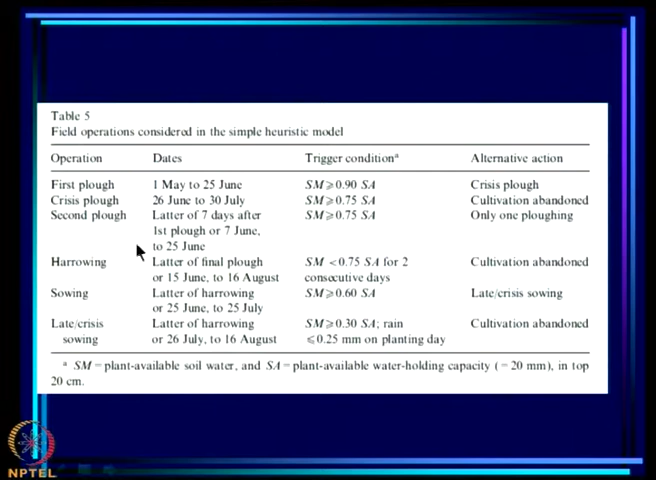 Table 5
Field operations considered in the simple heuristic model
Operation Dates Trigger conditionᵃ Alternative action
First plough 1 May to 25 June SM⩾0.90 SA Crisis plough
Crisis plough 26 June to 30 July SM⩾0.75 SA Cultivation abandoned
Second plough Latter of 7 days after SM⩾0.75 SA Only one ploughing
1st plough or 7 June,
to 25 June
Harrowing Latter of final plough SM <0.75 SA for 2 Cultivation abandoned
or 15 June, to 16 August consecutive days
Sowing Latter of harrowing SM⩾0.60 SA Late/crisis sowing
or 25 June, to 25 July
Late/crisis Latter of harrowing SM⩾0.30 SA; rain Cultivation abandoned
sowing or 26 July, to 16 August ⩽0.25 mm on planting day
ᵃ SM = plant-available soil water, and SA = plant-available water-holding capacity (= 20 mm), in top
20 cm.
NPTEL